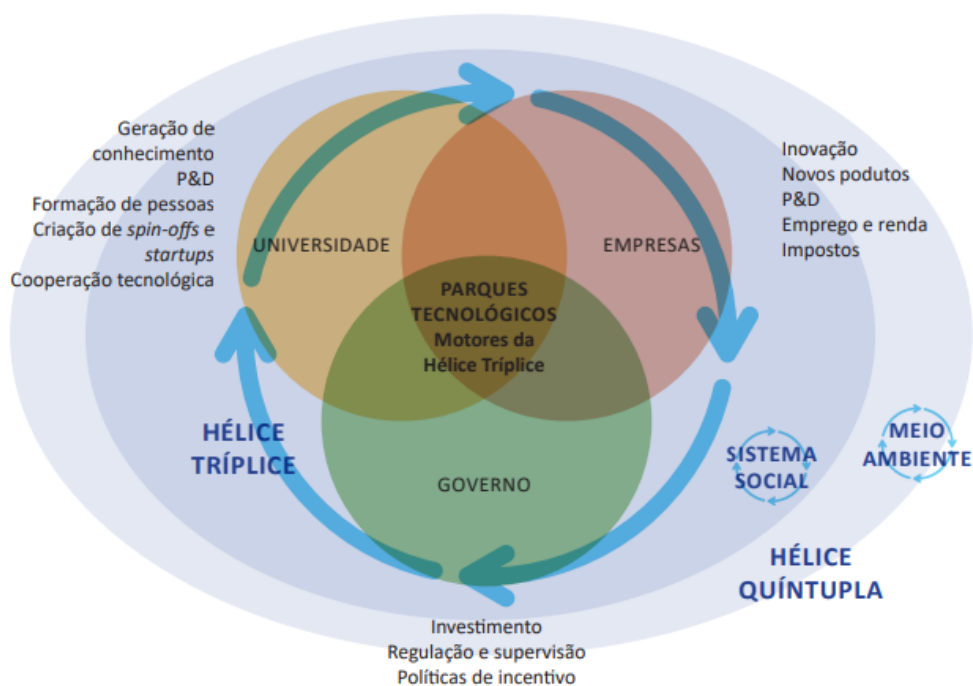 Geração de
conhecimento
P&D
Formação de pessoas
Criação de spin-offs e
startups
Cooperação tecnológica
UNIVERSIDADE
EMPRESAS
Inovação
Novos podutos
P&D
Emprego e renda
Impostos
PARQUES
TECNOLÓGICOS
Motores da
Hélice Tríplice
HÉLICE
TRÍPLICE
GOVERNO
SISTEMA
SOCIAL
MEIO
AMBIENTE
HÉLICE
QUÍNTUPLA
Investimento
Regulação e supervisão
Políticas de incentivo